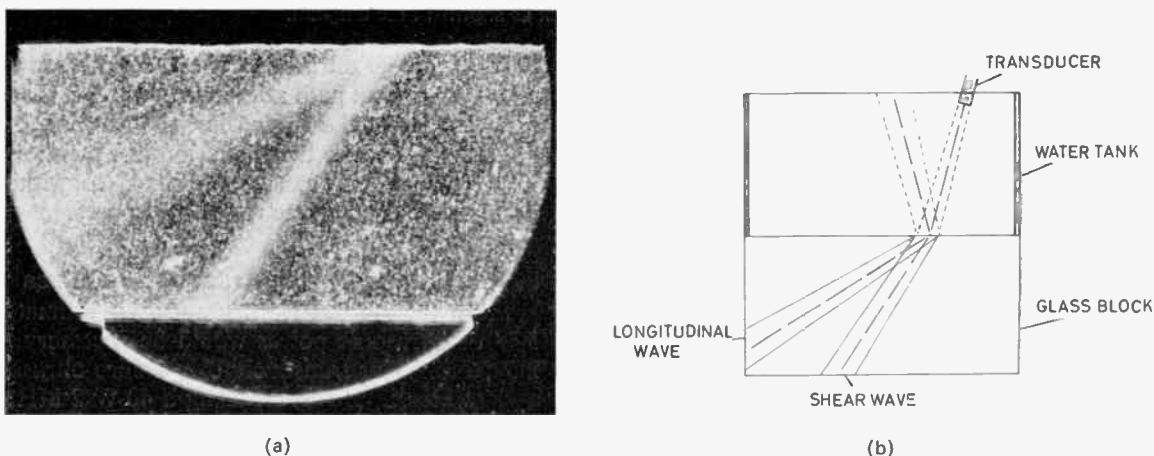 TRANSDUCER
WATER TANK
GLASS BLOCK
LONGITUDINAL
WAVE
SHEAR WAVE
(a)
(b)